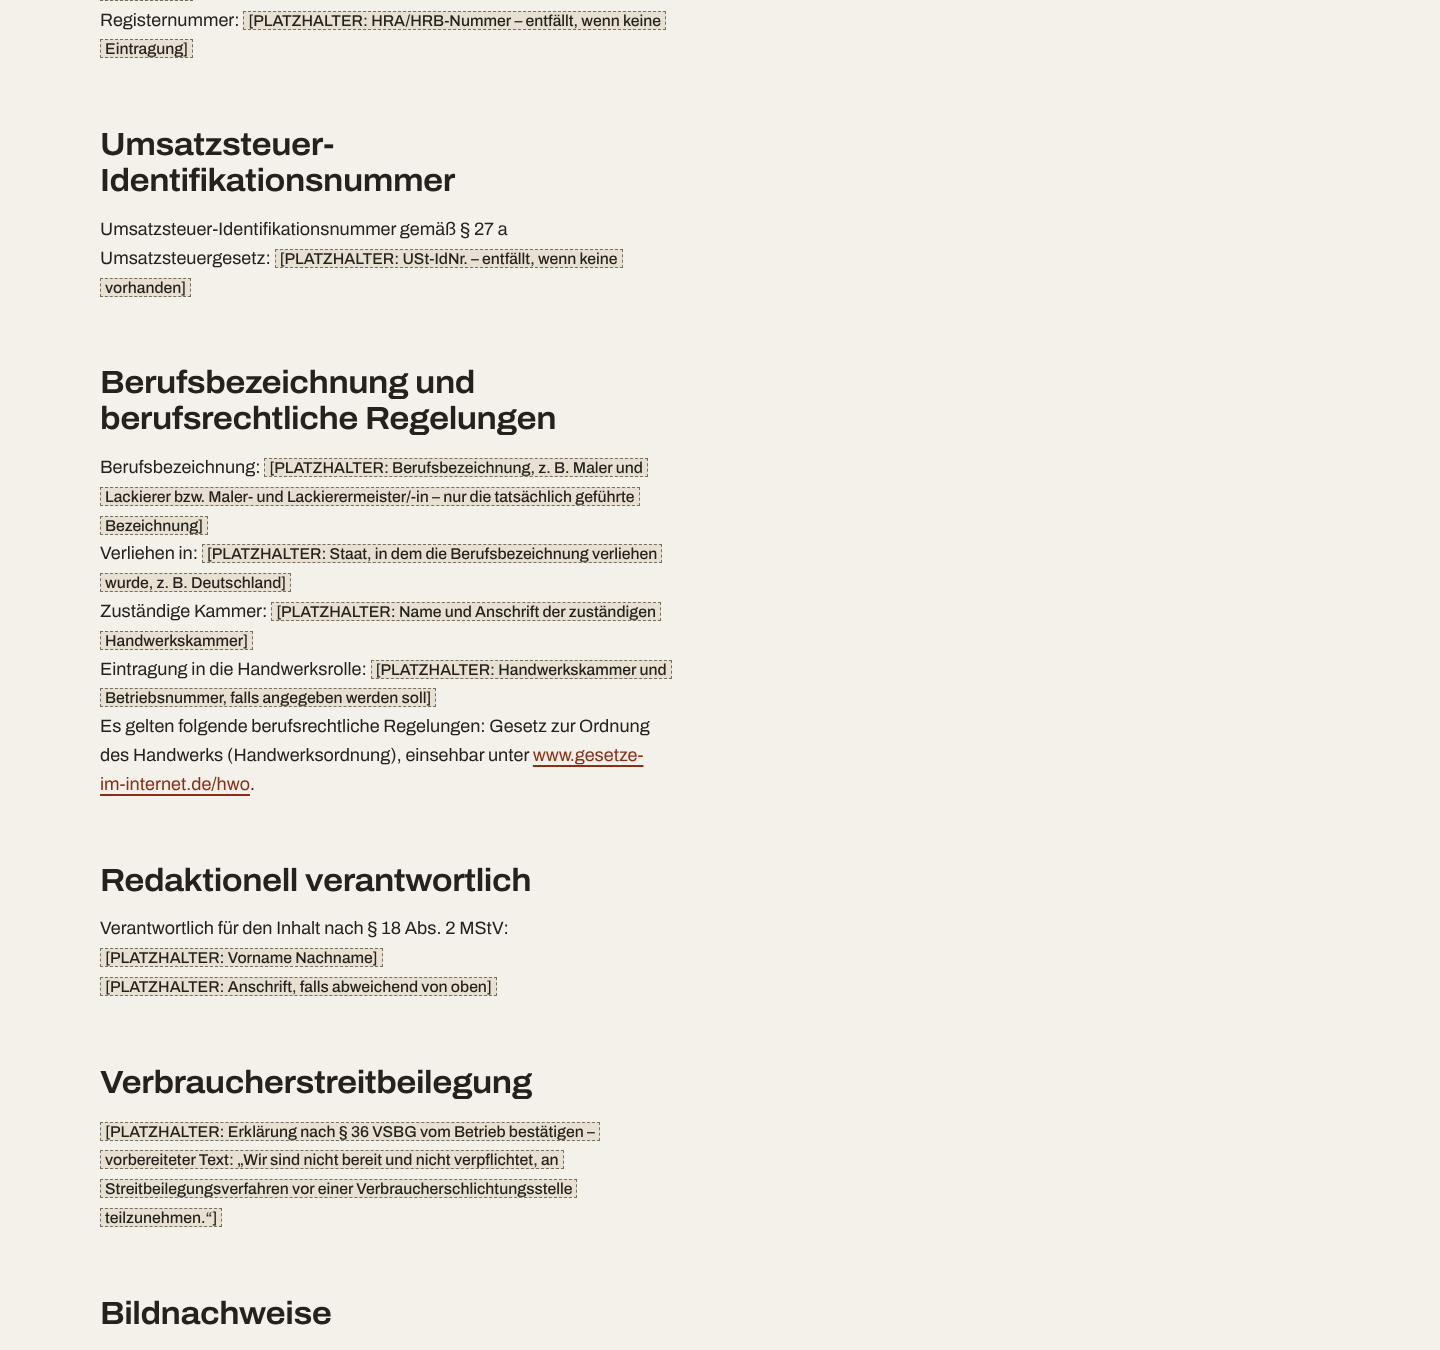 Registernummer: [PLATZHALTER: HRA/HRB-Nummer – entfällt, wenn keine
Eintragung]
Umsatzsteuer-
Identifikationsnummer
Umsatzsteuer-Identifikationsnummer gemäß § 27 a
Umsatzsteuergesetz: [PLATZHALTER: USt-IdNr. – entfällt, wenn keine
vorhanden]
Berufsbezeichnung und
berufsrechtliche Regelungen
Berufsbezeichnung: [PLATZHALTER: Berufsbezeichnung, z. B. Maler und
Lackierer bzw. Maler- und Lackierermeister/-in – nur die tatsächlich geführte
Bezeichnung]
Verliehen in: [PLATZHALTER: Staat, in dem die Berufsbezeichnung verliehen
wurde, z. B. Deutschland]
Zuständige Kammer: [PLATZHALTER: Name und Anschrift der zuständigen
Handwerkskammer]
Eintragung in die Handwerksrolle: [PLATZHALTER: Handwerkskammer und
Betriebsnummer, falls angegeben werden soll]
Es gelten folgende berufsrechtliche Regelungen: Gesetz zur Ordnung
des Handwerks (Handwerksordnung), einsehbar unter www.gesetze-
im-internet.de/hwo.
Redaktionell verantwortlich
Verantwortlich für den Inhalt nach § 18 Abs. 2 MStV:
[PLATZHALTER: Vorname Nachname]
[PLATZHALTER: Anschrift, falls abweichend von oben]
Verbraucherstreitbeilegung
[PLATZHALTER: Erklärung nach § 36 VSBG vom Betrieb bestätigen –
vorbereiteter Text: „Wir sind nicht bereit und nicht verpflichtet, an
Streitbeilegungsverfahren vor einer Verbraucherschlichtungsstelle
teilzunehmen.“]
Bildnachweise